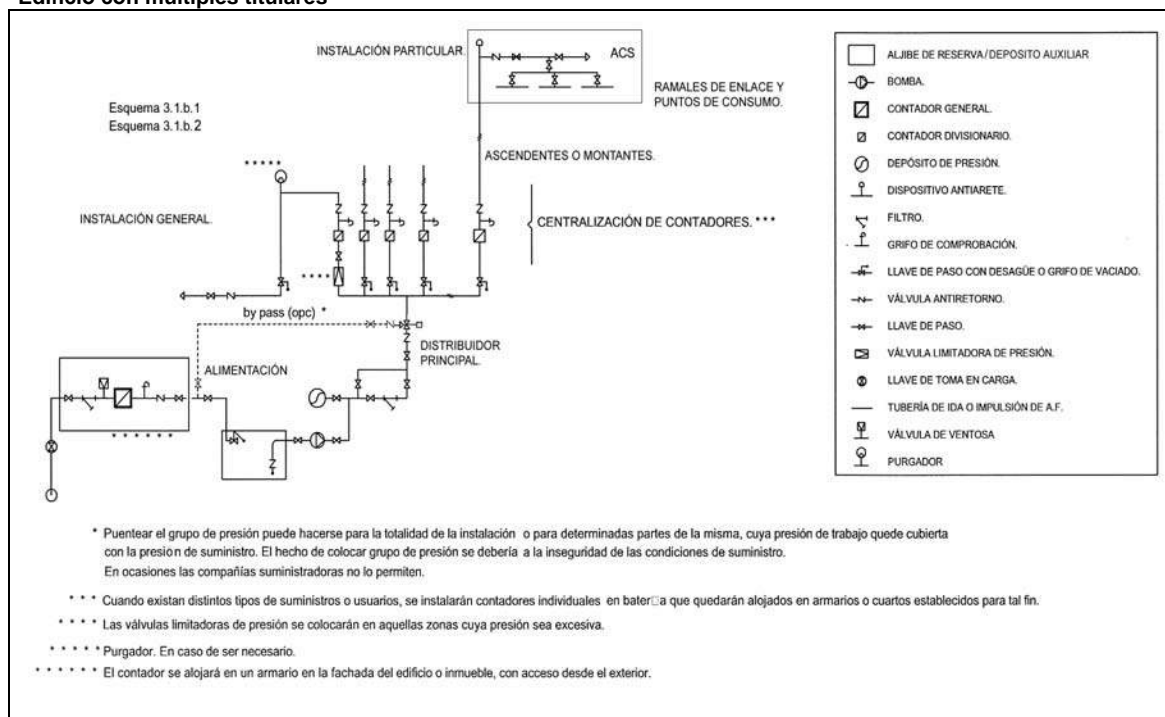 Edificio con múltiples titulares
INSTALACIÓN PARTICULAR.
ACS
RAMALES DE ENLACE Y
PUNTOS DE CONSUMO.
Esquema 3.1.b.1
Esquema 3.1.b.2
ASCENDENTES O MONTANTES.
* * * * *
INSTALACIÓN GENERAL.
CENTRALIZACIÓN DE CONTADORES. * * *
* * * *
by pass (opc) *
DISTRIBUIDOR
PRINCIPAL.
ALIMENTACIÓN
* * * * * *
ALJIBE DE RESERVA/DEPOSITO AUXILIAR
BOMBA.
CONTADOR GENERAL.
CONTADOR DIVISIONARIO.
DEPÓSITO DE PRESIÓN.
DISPOSITIVO ANTIARETE.
FILTRO.
GRIFO DE COMPROBACIÓN.
LLAVE DE PASO CON DESAGÜE O GRIFO DE VACIADO.
VÁLVULA ANTIRETORNO.
LLAVE DE PASO.
VÁLVULA LIMITADORA DE PRESIÓN.
LLAVE DE TOMA EN CARGA.
TUBERÍA DE IDA O IMPULSIÓN DE A.F.
VÁLVULA DE VENTOSA
PURGADOR
* Puentear el grupo de presión puede hacerse para la totalidad de la instalación o para determinadas partes de la misma, cuya presión de trabajo quede cubierta
con la presión de suministro. El hecho de colocar grupo de presión se debería a la inseguridad de las condiciones de suministro.
En ocasiones las compañías suministradoras no lo permiten.
* * * Cuando existan distintos tipos de suministros o usuarios, se instalarán contadores individuales en bater□a que quedarán alojados en armarios o cuartos establecidos para tal fin.
* * * * Las válvulas limitadoras de presión se colocarán en aquellas zonas cuya presión sea excesiva.
* * * * * Purgador. En caso de ser necesario.
* * * * * * El contador se alojará en un armario en la fachada del edificio o inmueble, con acceso desde el exterior.